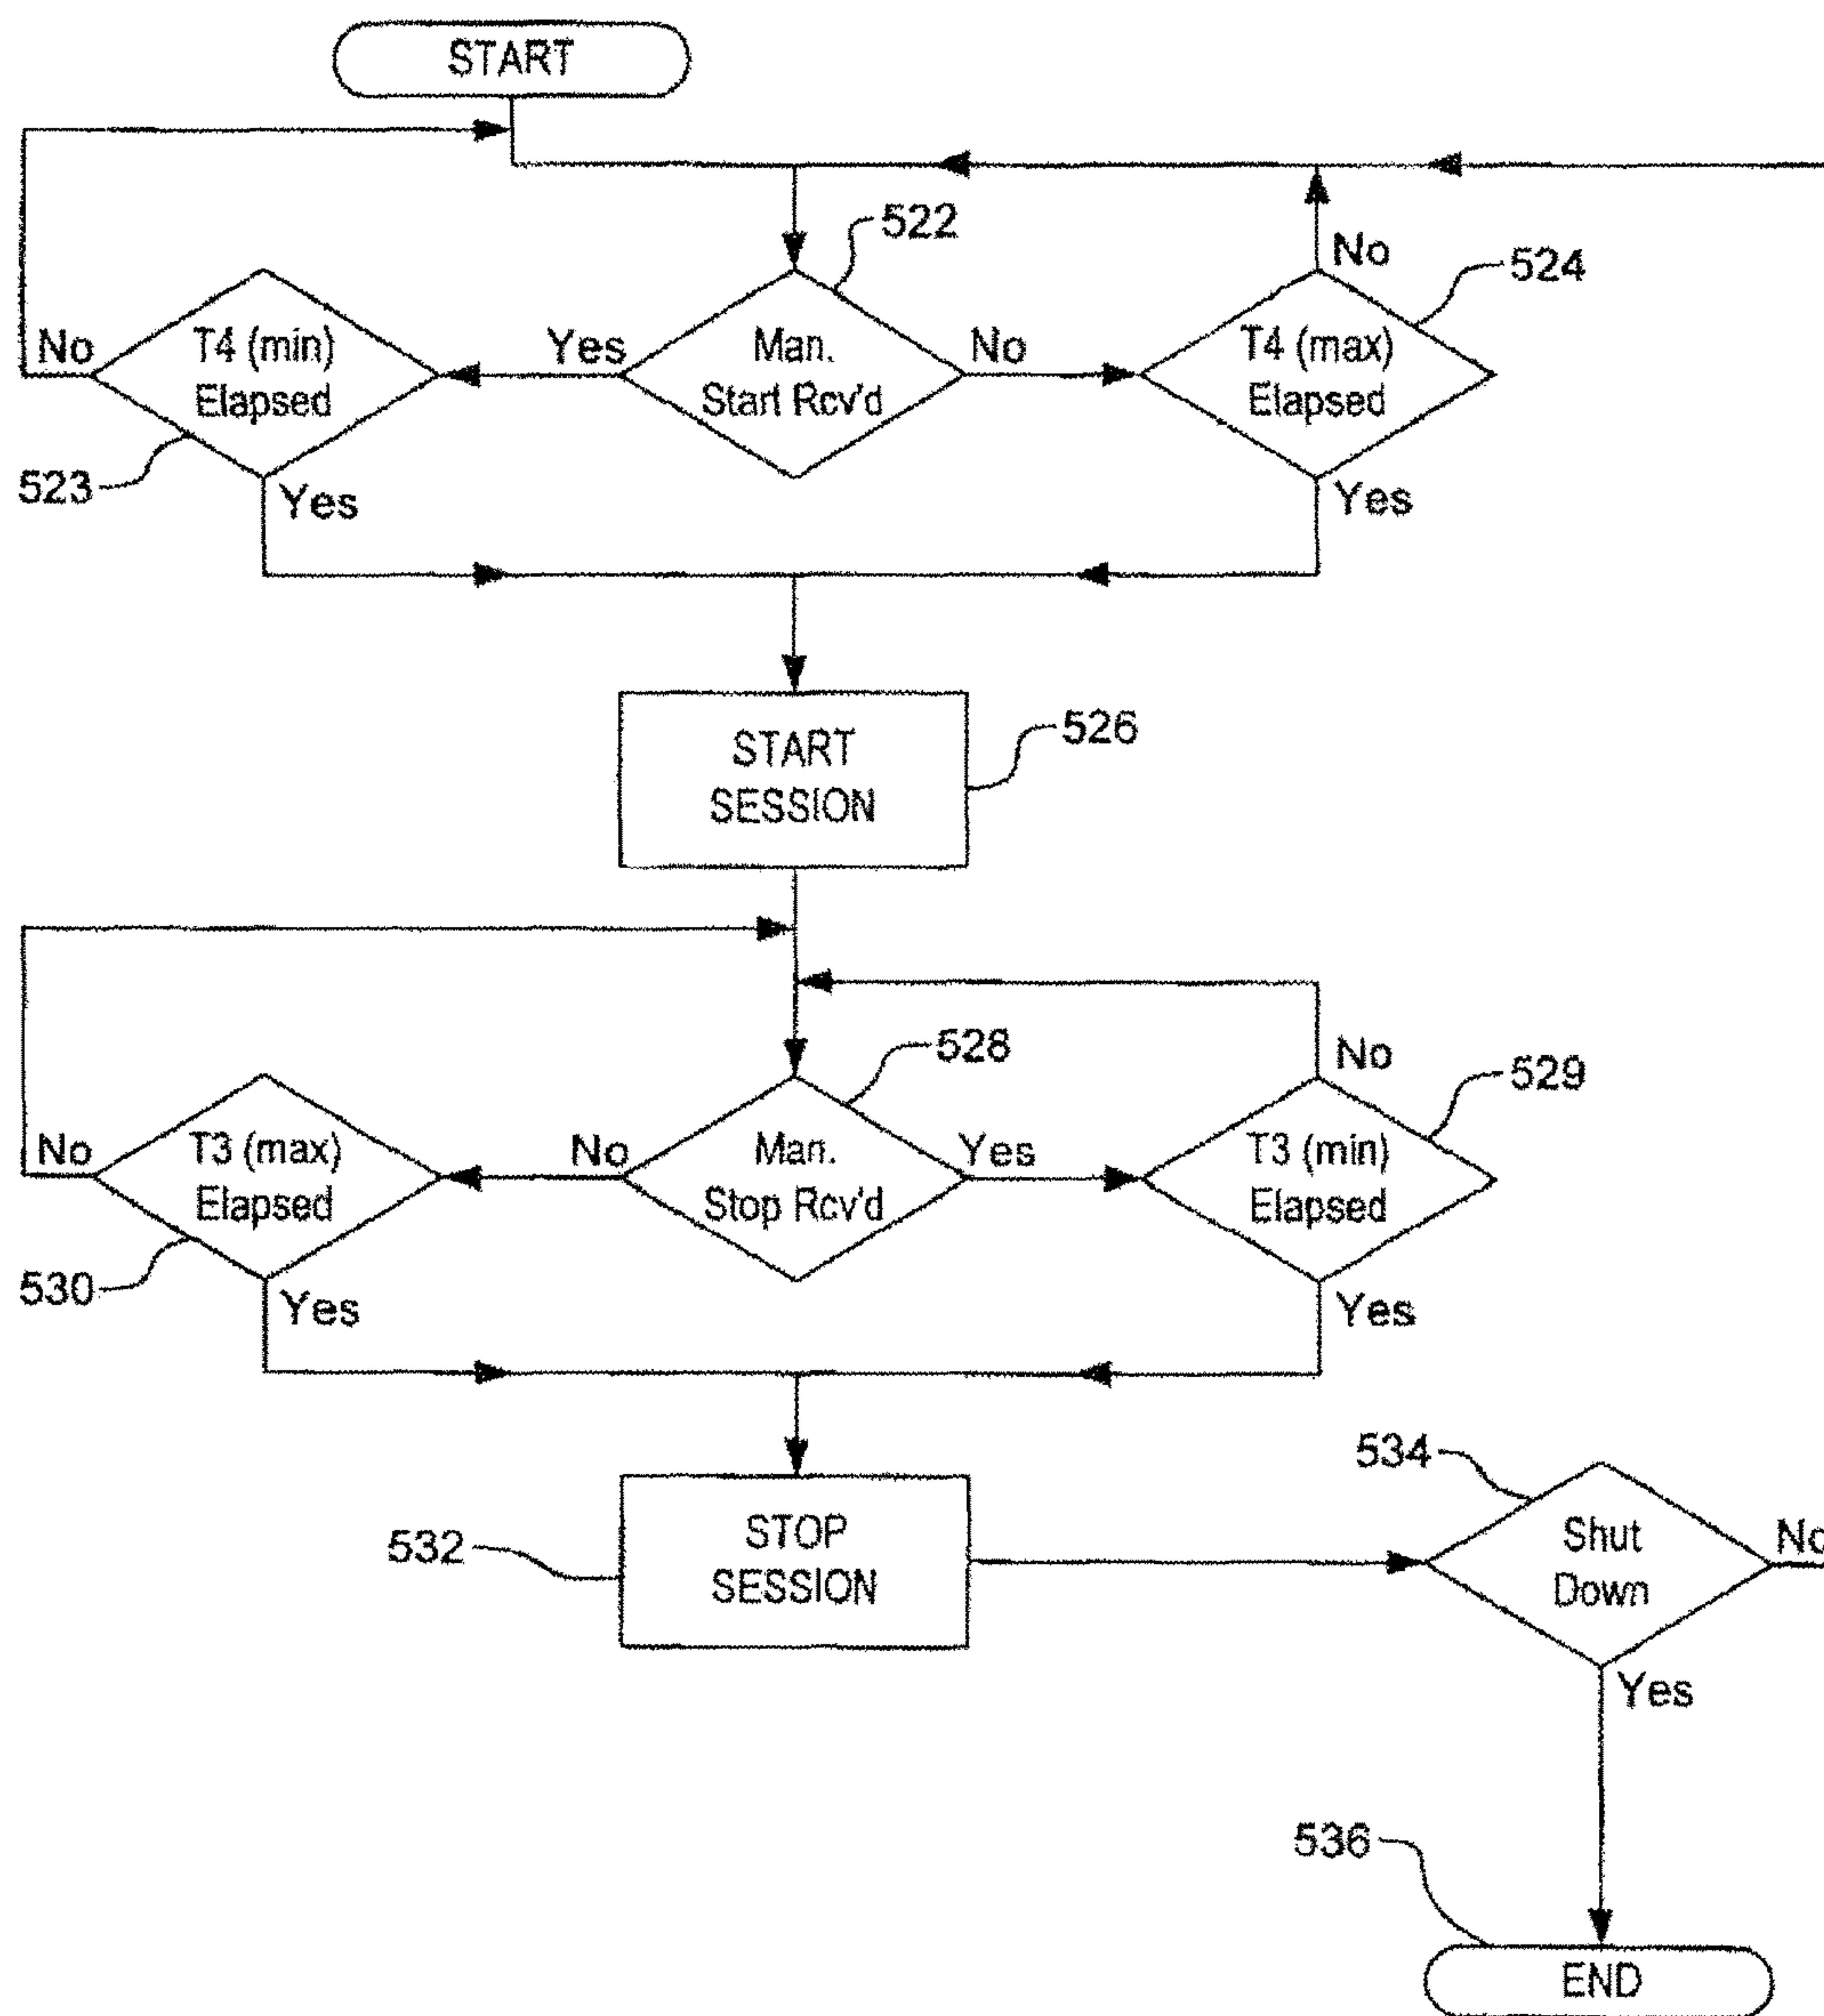 START
522
No
524
No
T4 (min)
Elapsed
Yes
Man.
Start Rcv'd
No
T4 (max)
Elapsed
523
Yes
Yes
START
SESSION
526
528
No
529
No
T3 (max)
Elapsed
No
Man.
Stop Rcv'd
Yes
T3 (min)
Elapsed
530
Yes
Yes
534
532
STOP
SESSION
Shut
Down
No
Yes
536
END